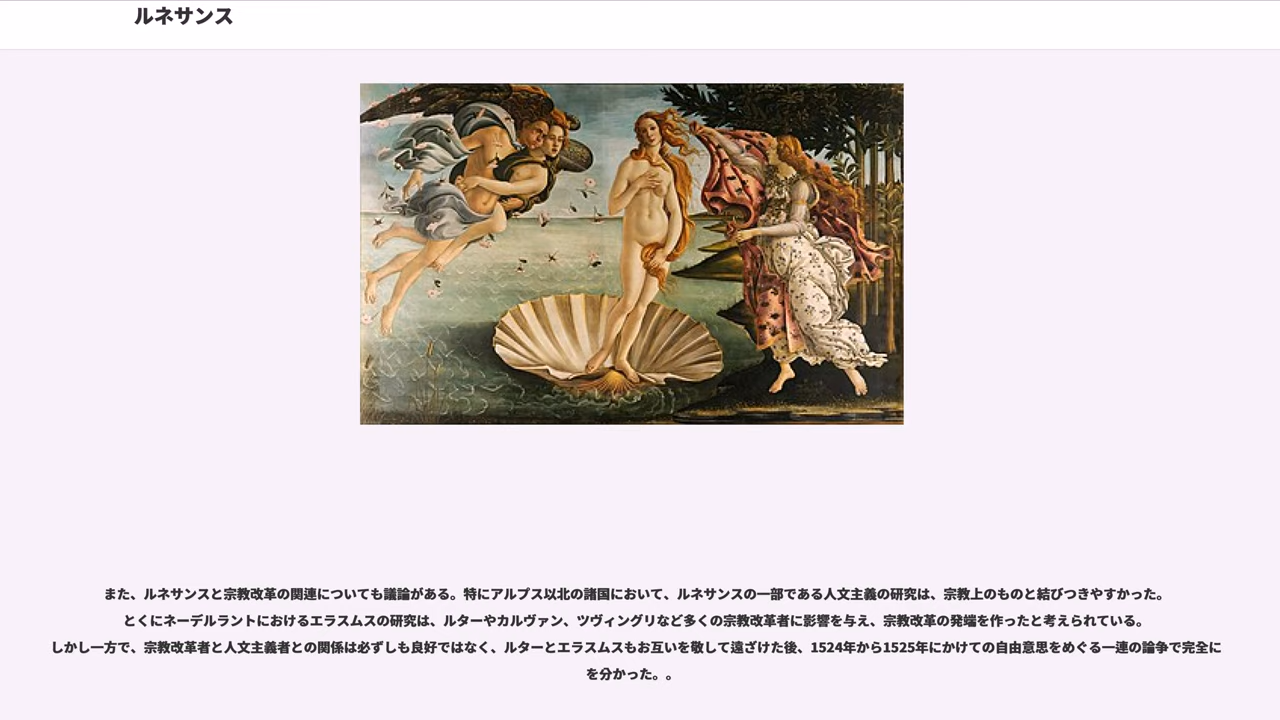 ルネサンス
また、ルネサンスと宗教改革の関連についても議論がある。特にアルプス以北の諸国において、ルネサンスの一部である人文主義の研究は、宗教上のものと結びつきやすかった。
とくにネーデルラントにおけるエラスムスの研究は、ルターやカルヴァン、ツヴィングリなど多くの宗教改革者に影響を与え、宗教改革の発端を作ったと考えられている。
しかし一方で、宗教改革者と人文主義者との関係は必ずしも良好ではなく、ルターとエラスムスもお互いを敬して遠ざけた後、1524年から1525年にかけての自由意思をめぐる一連の論争で完全に
を分かった。。